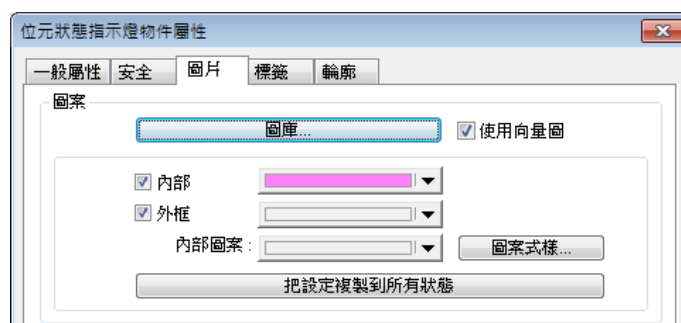 位元狀態指示燈物件屬性
一般屬性 安全 圖片 標籤 輪廓
圖案
圖庫... 使用向量圖
內部
外框
內部圖案 : 圖案式樣...
把設定複製到所有狀態